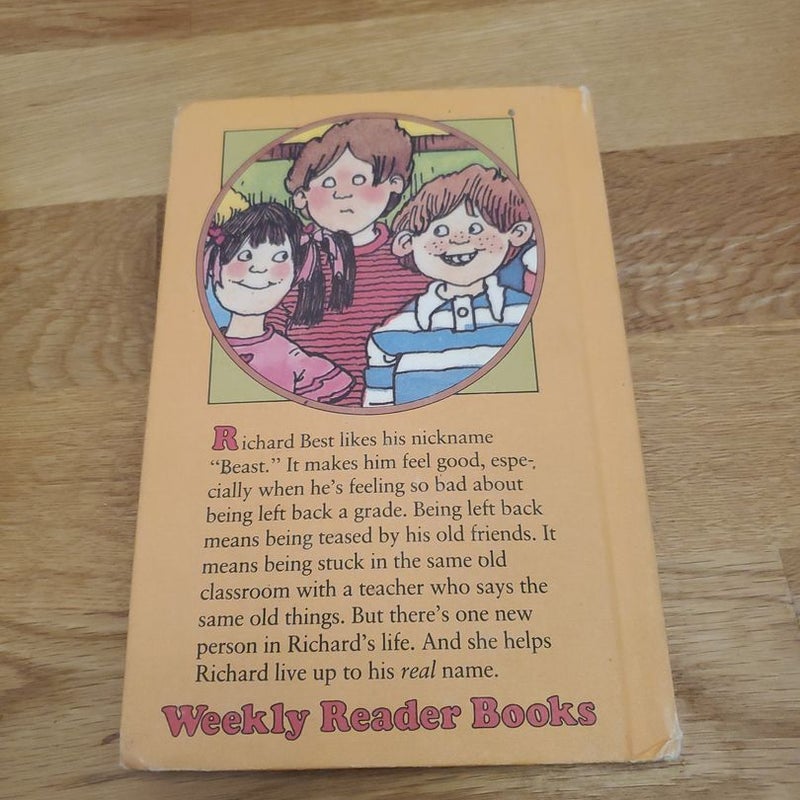 Richard Best likes his nickname
"Beast." It makes him feel good, espe-
cially when he's feeling so bad about
being left back a grade. Being left back
means being teased by his old friends. It
means being stuck in the same old
classroom with a teacher who says the
same old things. But there's one new
person in Richard's life. And she helps
Richard live up to his real name.
Weekly Reader Books